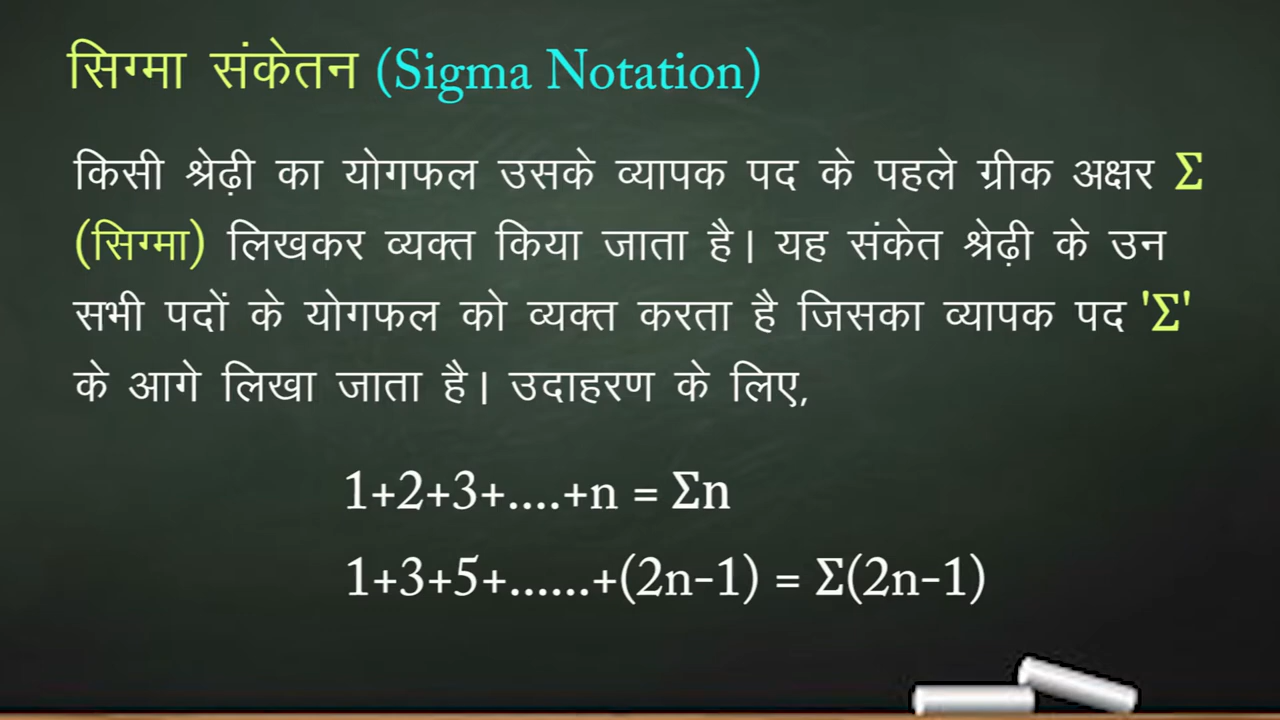 सिग्मा संकेतन (Sigma Notation)
किसी श्रेढ़ी का योगफल उसके व्यापक पद के पहले ग्रीक अक्षर Σ
(सिग्मा) लिखकर व्यक्त किया जाता है। यह संकेत श्रेढ़ी के उन
सभी पदों के योगफल को व्यक्त करता है जिसका व्यापक पद 'Σ'
के आगे लिखा जाता है। उदाहरण के लिए,
1+2+3+....+n = Σn
1+3+5+......+(2n-1) = Σ(2n-1)